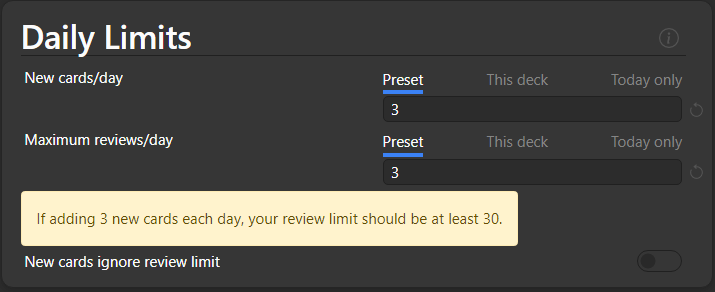 Daily Limits
New cards/day
Preset This deck Today only
3
Maximum reviews/day
Preset This deck Today only
3
If adding 3 new cards each day, your review limit should be at least 30.
New cards ignore review limit